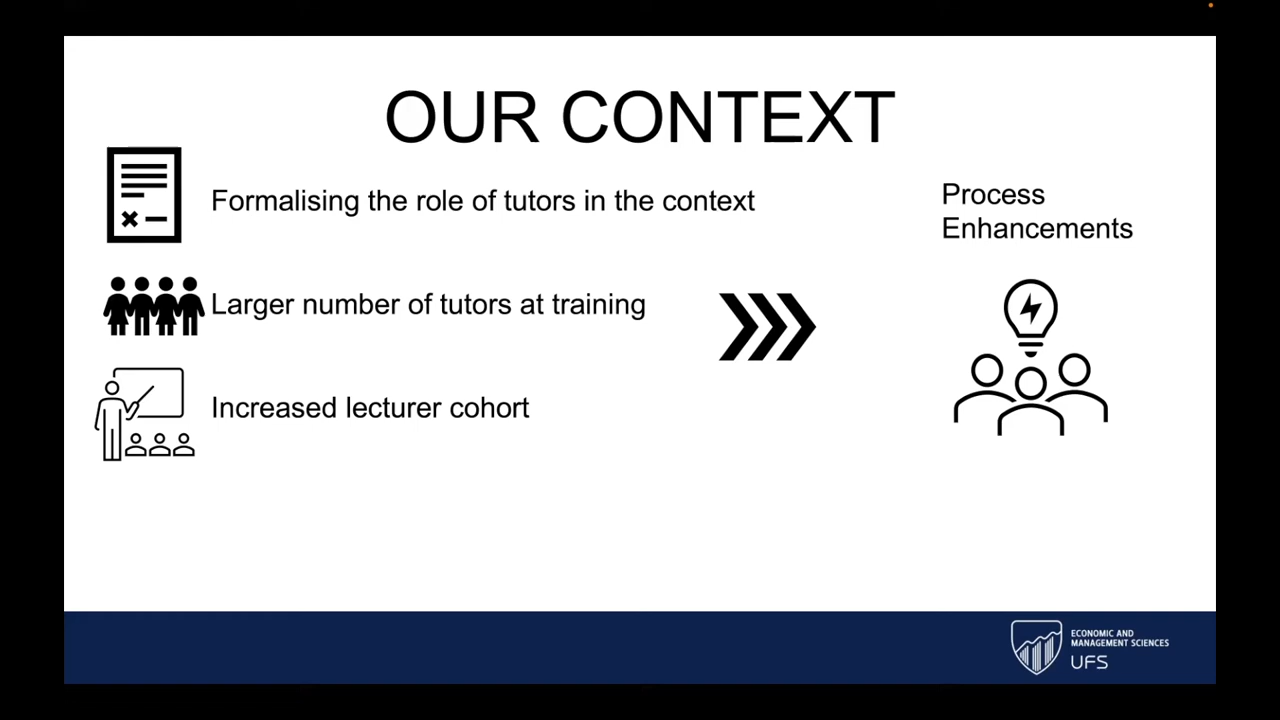 OUR CONTEXT
Formalising the role of tutors in the context
Larger number of tutors at training
Increased lecturer cohort
Process
Enhancements
ECONOMIC AND
MANAGEMENT SCIENCES
UFS